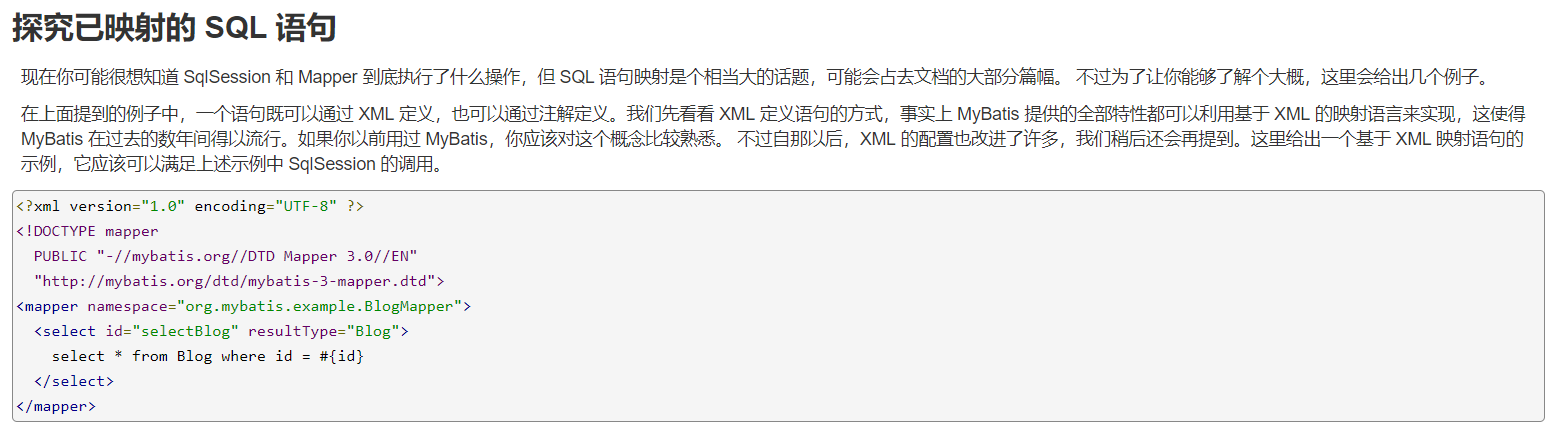 探究已映射的 SQL 语句
现在你可能很想知道 SqlSession 和 Mapper 到底执行了什么操作，但 SQL 语句映射是个相当大的话题，可能会占去文档的大部分篇幅。 不过为了让你能够了解个大概，这里会给出几个例子。
在上面提到的例子中，一个语句既可以通过 XML 定义，也可以通过注解定义。我们先看看 XML 定义语句的方式，事实上 MyBatis 提供的全部特性都可以利用基于 XML 的映射语言来实现，这使得
MyBatis 在过去的数年间得以流行。如果你以前用过 MyBatis，你应该对这个概念比较熟悉。 不过自那以后，XML 的配置也改进了许多，我们稍后还会再提到。这里给出一个基于 XML 映射语句的
示例，它应该可以满足上述示例中 SqlSession 的调用。
<?xml version="1.0" encoding="UTF-8" ?>
<!DOCTYPE mapper
  PUBLIC "-//mybatis.org//DTD Mapper 3.0//EN"
  "http://mybatis.org/dtd/mybatis-3-mapper.dtd">
<mapper namespace="org.mybatis.example.BlogMapper">
  <select id="selectBlog" resultType="Blog">
    select * from Blog where id = #{id}
  </select>
</mapper>